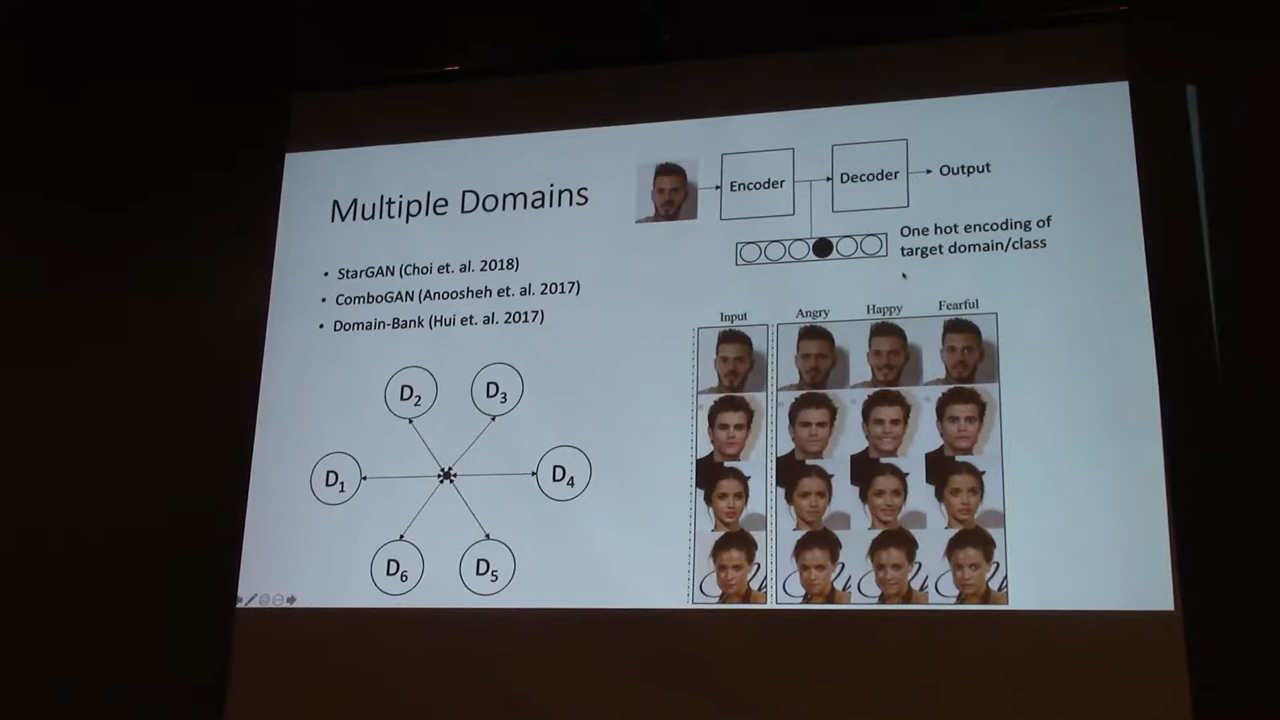 Multiple Domains
• StarGAN (Choi et. al. 2018)
• ComboGAN (Anoosheh et. al. 2017)
• Domain-Bank (Hui et. al. 2017)
D2 D3
D1 D4
D6 D5
Encoder Decoder Output
One hot encoding of
target domain/class
Input Angry Happy Fearful